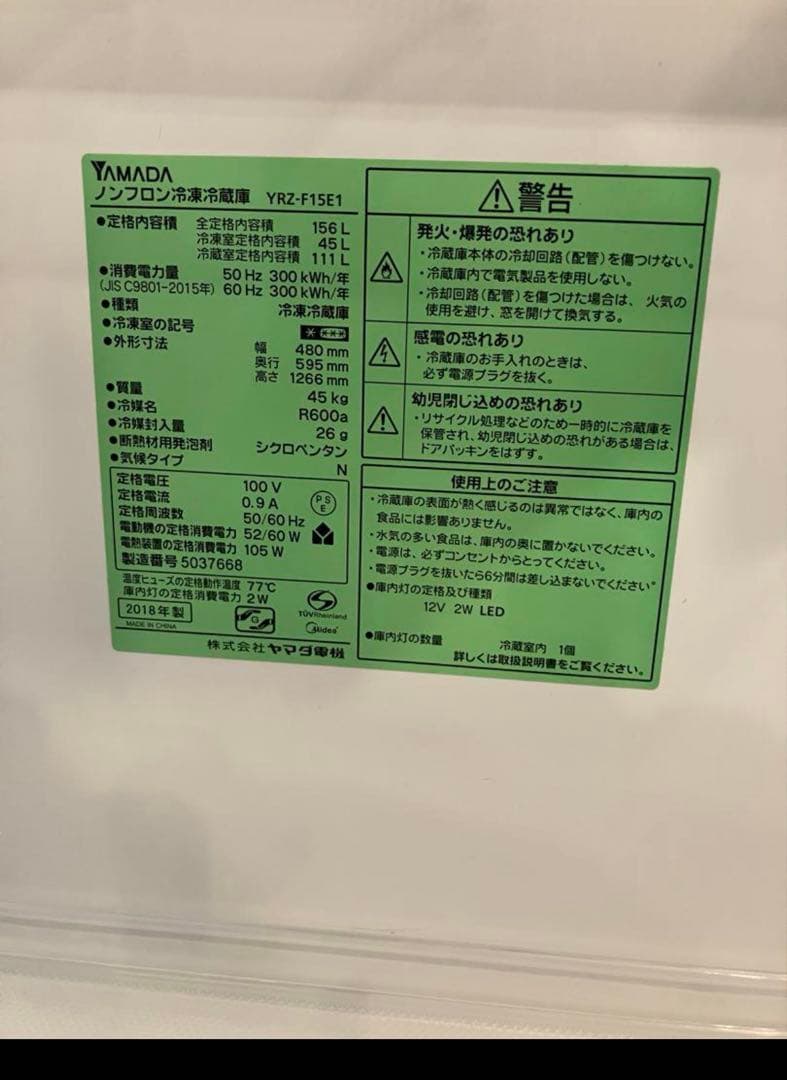 YAMADA
ノンフロン冷凍冷蔵庫 YRZ-F15E1
●定格内容積 全定格内容積 156 L
冷凍室定格内容積 45 L
冷蔵室定格内容積 111 L
●消費電力量 50 Hz 300 kWh/年
(JIS C9801-2015年) 60 Hz 300 kWh/年
●種類 冷凍冷蔵庫
●冷凍室の記号
●外形寸法 幅 480 mm
奥行 595 mm
高さ 1266 mm
●質量 45 kg
●冷媒名 R600a
●冷媒封入量 26 g
●断熱材用発泡剤 シクロペンタン
●気候タイプ N
定格電圧 100 V
定格電流 0.9 A
定格周波数 50/60 Hz
電動機の定格消費電力 52/60 W
電熱装置の定格消費電力 105 W
製造番号 5037668
PS
E
温度ヒューズの定格動作温度 77℃
庫内灯の定格消費電力 2W
2018年製
MADE IN CHINA
G
TÜVRheinland
Midea
株式会社ヤマダ電機
⚠警告
発火・爆発の恐れあり
・冷蔵庫本体の冷却回路(配管)を傷つけない。
・冷蔵庫内で電気製品を使用しない。
・冷却回路(配管)を傷つけた場合は、火気の
使用を避け、窓を開けて換気する。
感電の恐れあり
・冷蔵庫のお手入れのときは、
必ず電源プラグを抜く。
幼児閉じ込めの恐れあり
・リサイクル処理などのため一時的に冷蔵庫を
保管され、幼児閉じ込めの恐れがある場合は、
ドアパッキンをはずす。
使用上のご注意
・冷蔵庫の表面が熱く感じるのは異常ではなく、庫内の
食品には影響ありません。
・水気の多い食品は、庫内の奥に置かないでください。
・電源は、必ずコンセントからとってください。
・電源プラグを抜いたら6分間は差し込まないでください
●庫内灯の定格及び種類
12V 2W LED
●庫内灯の数量 冷蔵室内 1個
詳しくは取扱説明書をご覧ください。